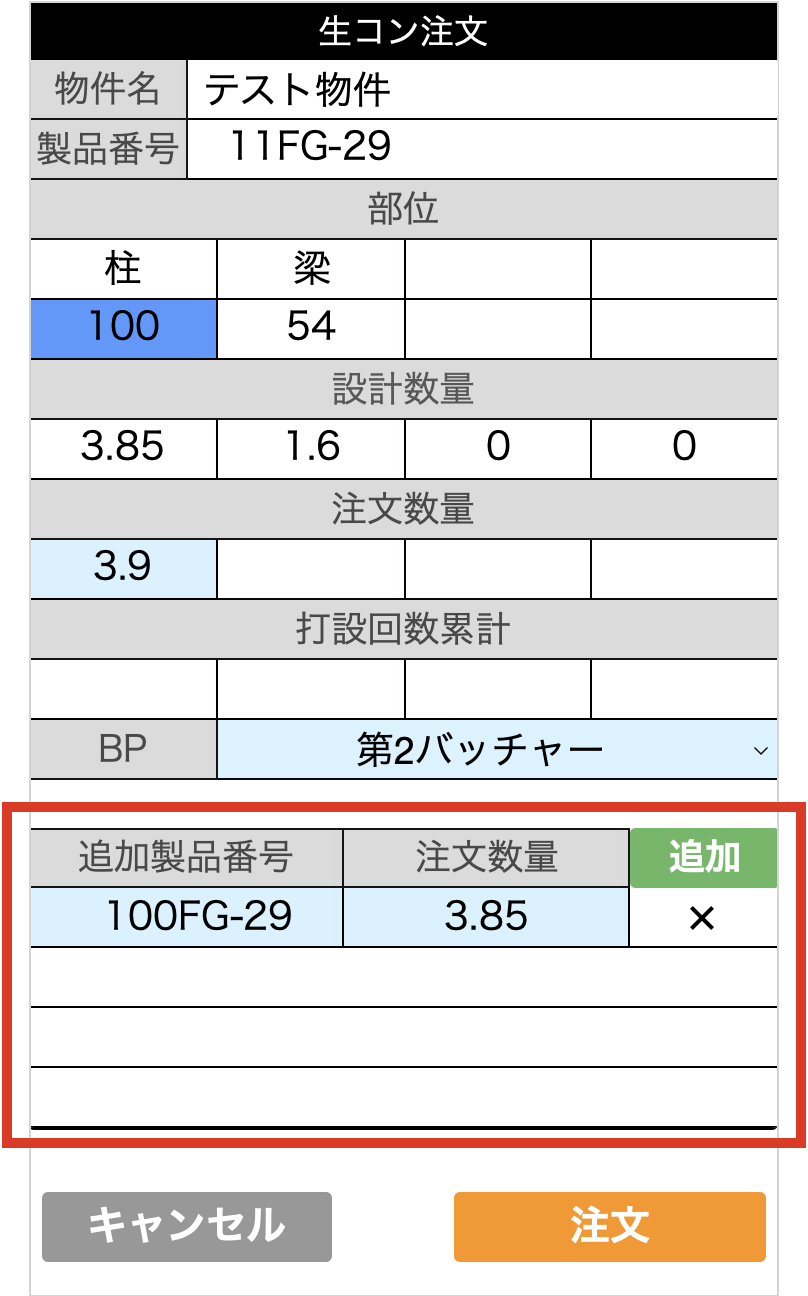 生コン注文
物件名 テスト物件
製品番号 11FG-29
部位
柱 梁
100 54
設計数量
3.85 1.6 0 0
注文数量
3.9
打設回数累計
BP 第2バッチャー
追加製品番号 注文数量 追加
100FG-29 3.85 ×
キャンセル 注文